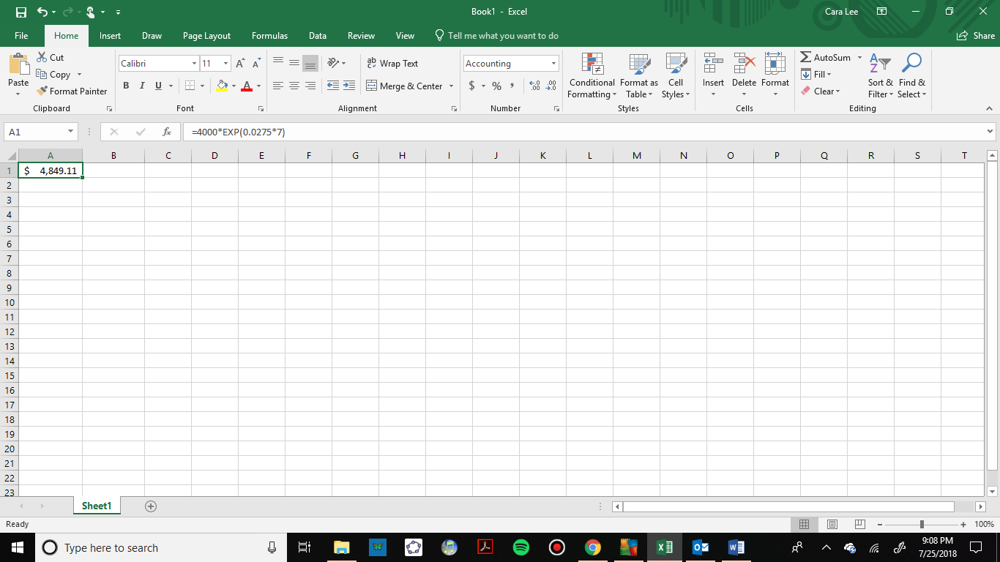 Book1 - Excel
Cara Lee
File Home Insert Draw Page Layout Formulas Data Review View Tell me what you want to do Share
Paste
Cut
Copy
Format Painter
Clipboard
Calibri 11
B I U
Font
Wrap Text
Merge & Center
Alignment
Accounting
$ %
Number
Conditional Formatting
Format as Table
Cell Styles
Styles
Insert Delete Format
Cells
AutoSum
Fill
Clear
Sort & Filter
Find & Select
Editing
A1 fx =4000*EXP(0.0275*7)
A B C D E F G H I J K L M N O P Q R S T
1 $ 4,849.11
2
3
4
5
6
7
8
9
10
11
12
13
14
15
16
17
18
19
20
21
22
23
Sheet1
Ready 100%
Type here to search
9:08 PM
7/25/2018